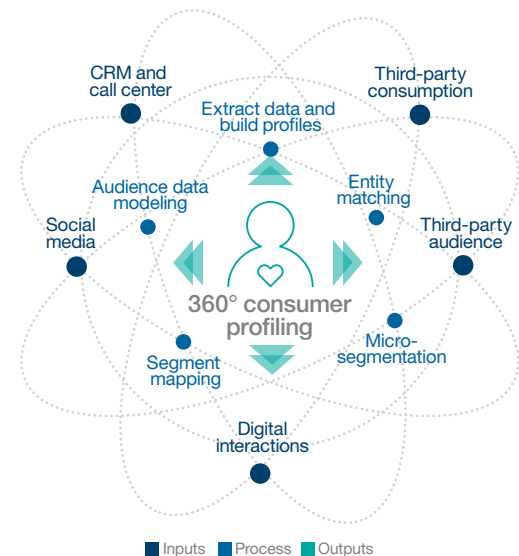 CRM and
call center
Third-party
consumption
Extract data and
build profiles
Audience data
modeling
Entity
matching
Social
media
Third-party
audience
360° consumer
profiling
Segment
mapping
Micro-
segmentation
Digital
interactions
Inputs Process Outputs